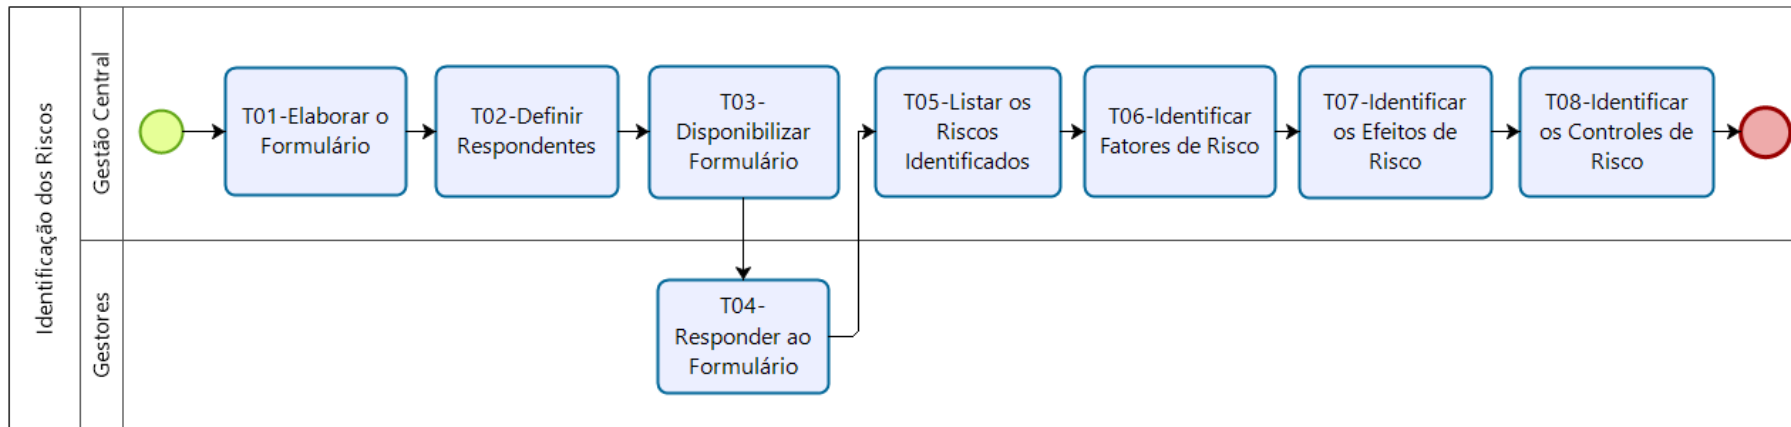 Identificação dos Riscos
Gestão Central
T01-Elaborar o
Formulário
T02-Definir
Respondentes
T03-
Disponibilizar
Formulário
T05-Listar os
Riscos
Identificados
T06-Identificar
Fatores de Risco
T07-Identificar
os Efeitos de
Risco
T08-Identificar
os Controles de
Risco
Gestores
T04-
Responder ao
Formulário